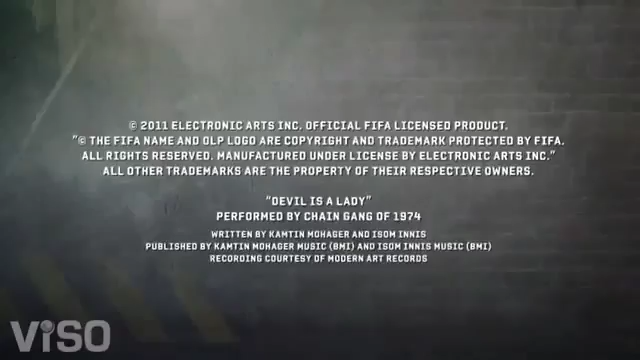 © 2011 ELECTRONIC ARTS INC. OFFICIAL FIFA LICENSED PRODUCT.
"© THE FIFA NAME AND OLP LOGO ARE COPYRIGHT AND TRADEMARK PROTECTED BY FIFA.
ALL RIGHTS RESERVED. MANUFACTURED UNDER LICENSE BY ELECTRONIC ARTS INC."
ALL OTHER TRADEMARKS ARE THE PROPERTY OF THEIR RESPECTIVE OWNERS.
"DEVIL IS A LADY"
PERFORMED BY CHAIN GANG OF 1974
WRITTEN BY KAMTIN MOHAGER AND ISOM INNIS
PUBLISHED BY KAMTIN MOHAGER MUSIC (BMI) AND ISOM INNIS MUSIC (BMI)
RECORDING COURTESY OF MODERN ART RECORDS
ViSO